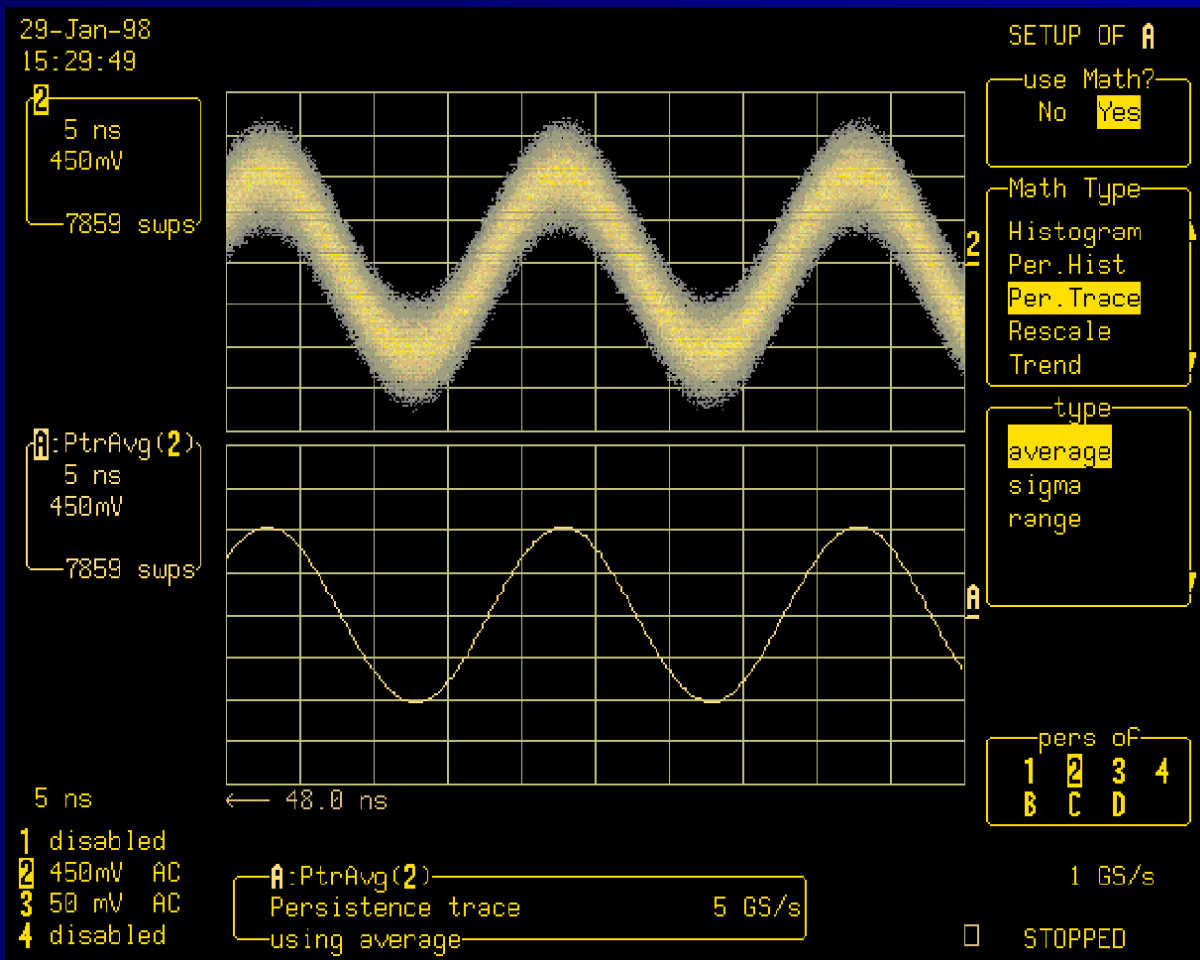 29-Jan-98
15:29:49
2
5 ns
450mV
7859 swps
2
A:PtrAvg(2)
5 ns
450mV
7859 swps
A
5 ns
48.0 ns
1 disabled
2 450mV AC
3 50 mV AC
4 disabled
A:PtrAvg(2)
Persistence trace 5 GS/s
using average
SETUP OF A
use Math?
No Yes
Math Type
Histogram
Per.Hist
Per.Trace
Rescale
Trend
type
average
sigma
range
pers of
1 2 3 4
B C D
1 GS/s
STOPPED